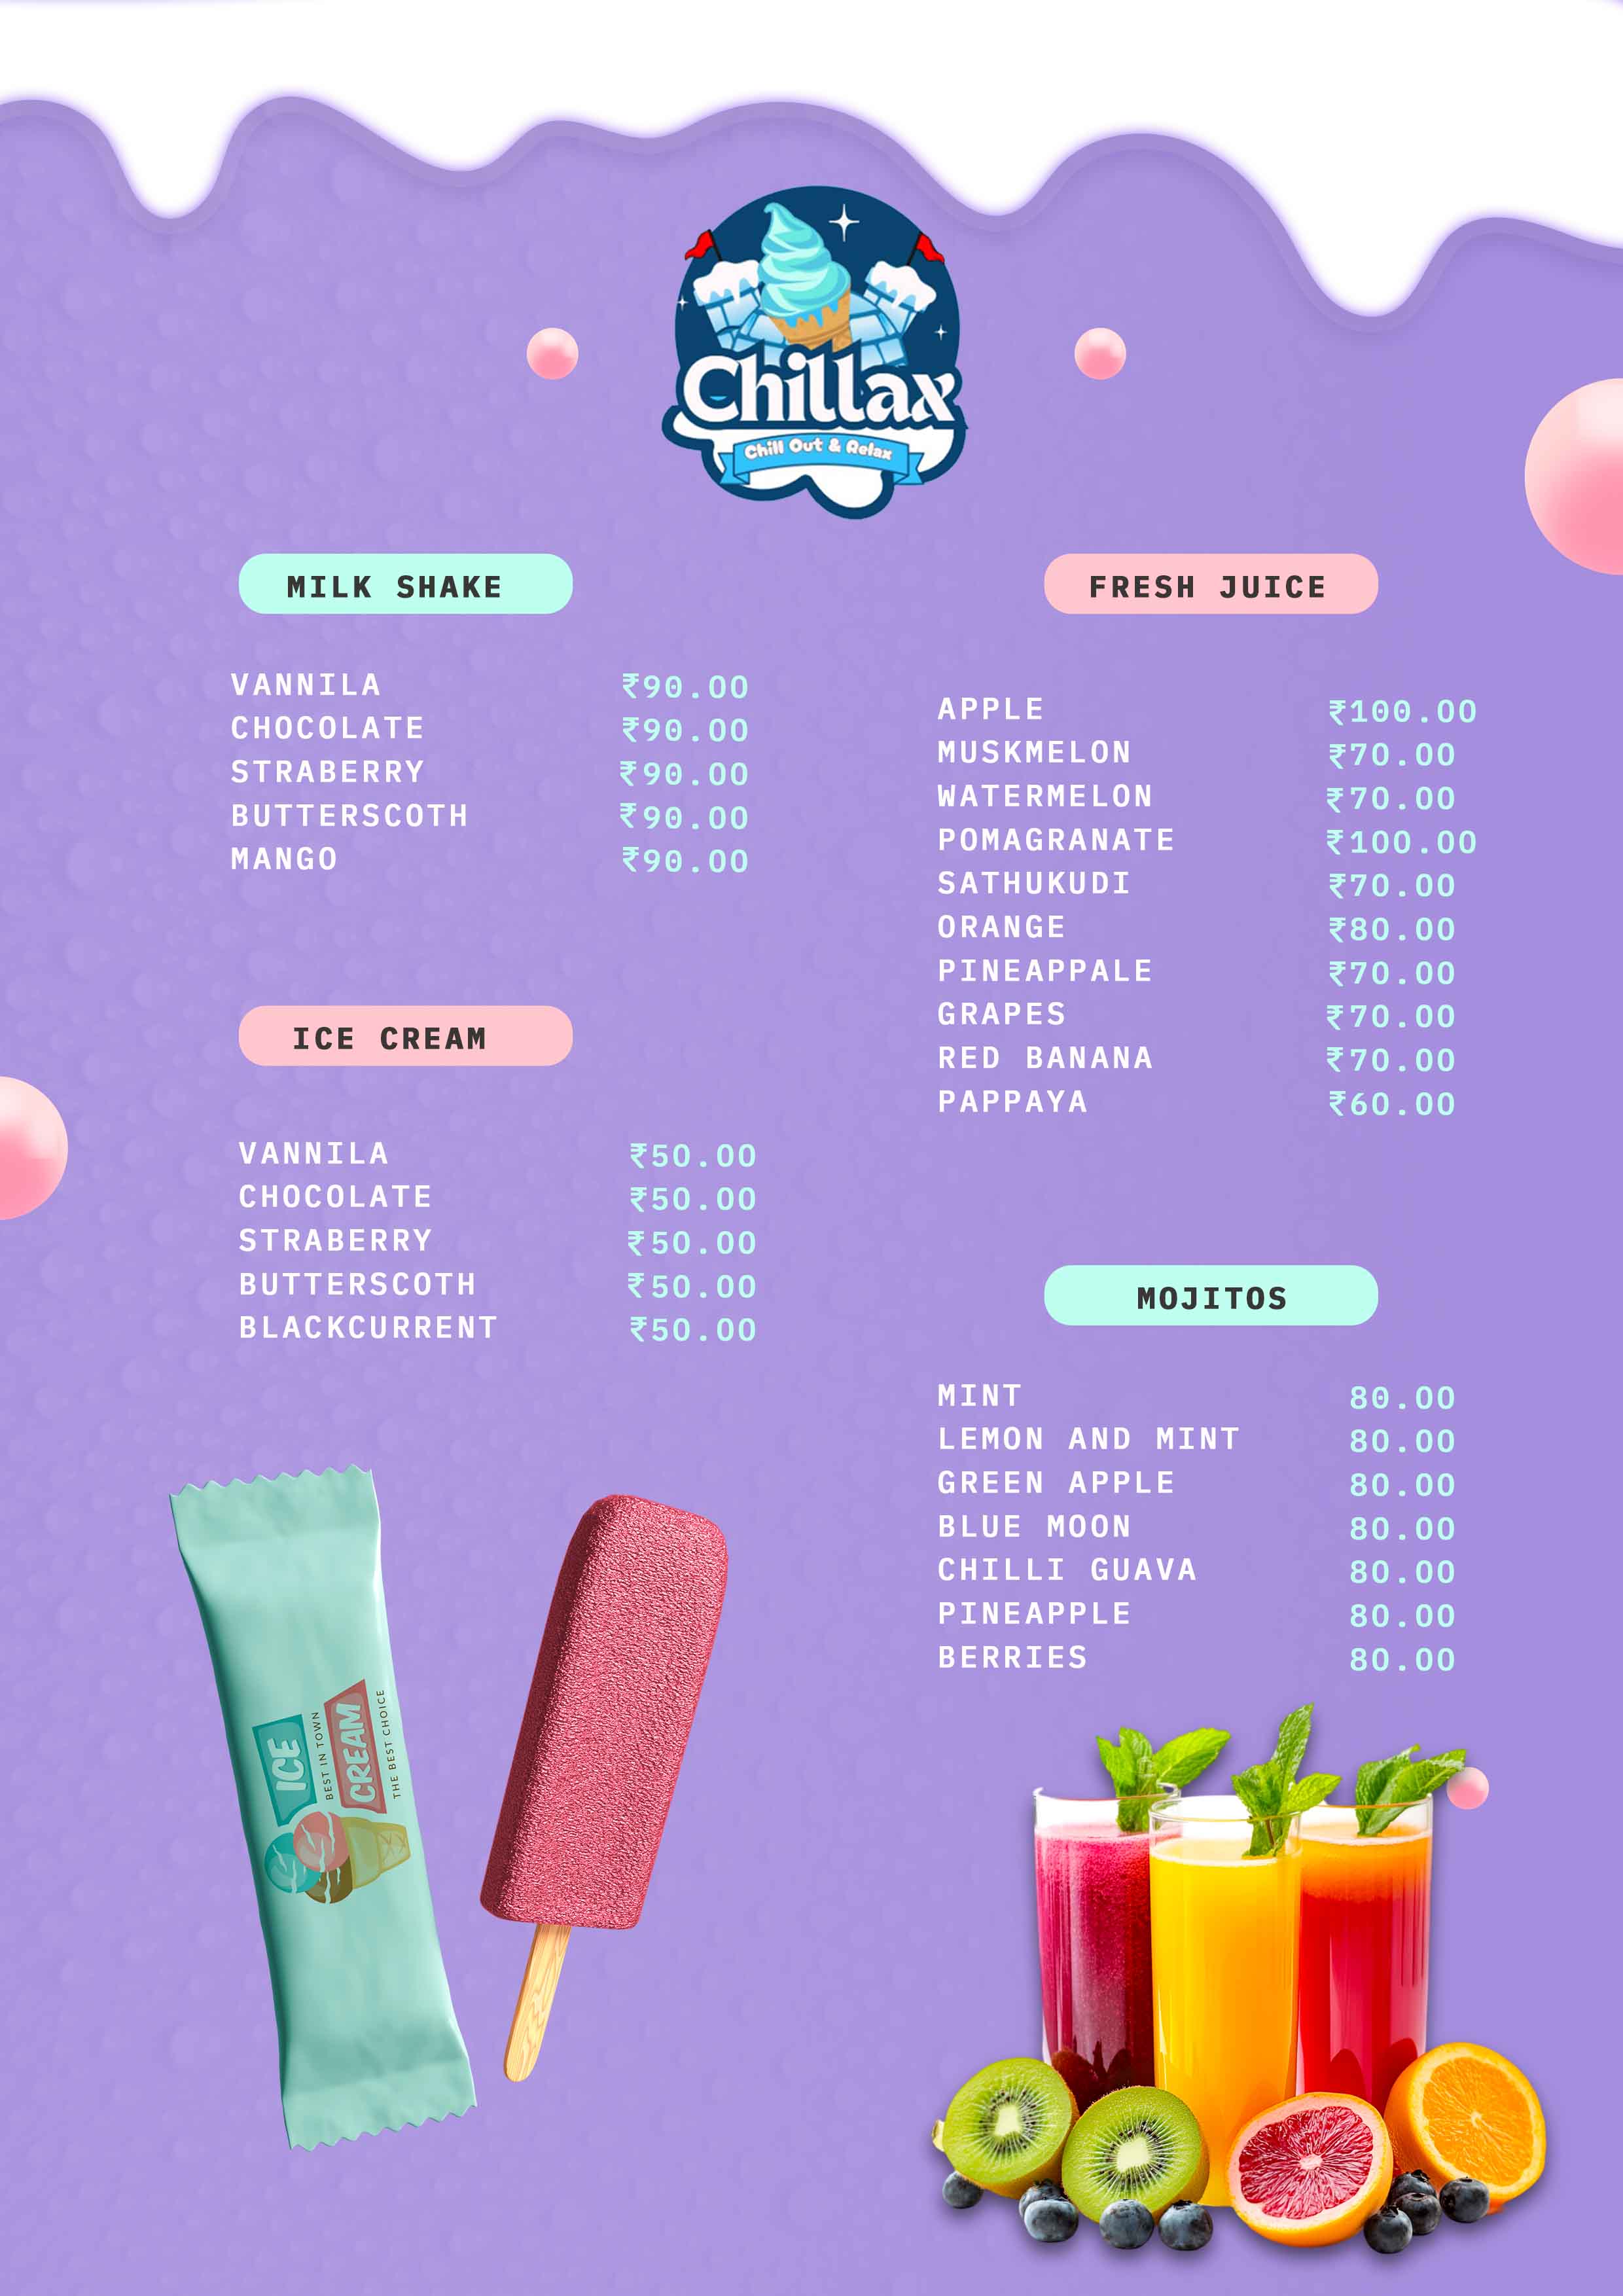 Chillax
Chill Out & Relax
MILK SHAKE
VANNILA ₹90.00
CHOCOLATE ₹90.00
STRABERRY ₹90.00
BUTTERSCOTH ₹90.00
MANGO ₹90.00
ICE CREAM
VANNILA ₹50.00
CHOCOLATE ₹50.00
STRABERRY ₹50.00
BUTTERSCOTH ₹50.00
BLACKCURRENT ₹50.00
ICE
BEST IN TOWN
CREAM
THE BEST CHOICE
FRESH JUICE
APPLE ₹100.00
MUSKMELON ₹70.00
WATERMELON ₹70.00
POMAGRANATE ₹100.00
SATHUKUDI ₹70.00
ORANGE ₹80.00
PINEAPPALE ₹70.00
GRAPES ₹70.00
RED BANANA ₹70.00
PAPPAYA ₹60.00
MOJITOS
MINT 80.00
LEMON AND MINT 80.00
GREEN APPLE 80.00
BLUE MOON 80.00
CHILLI GUAVA 80.00
PINEAPPLE 80.00
BERRIES 80.00